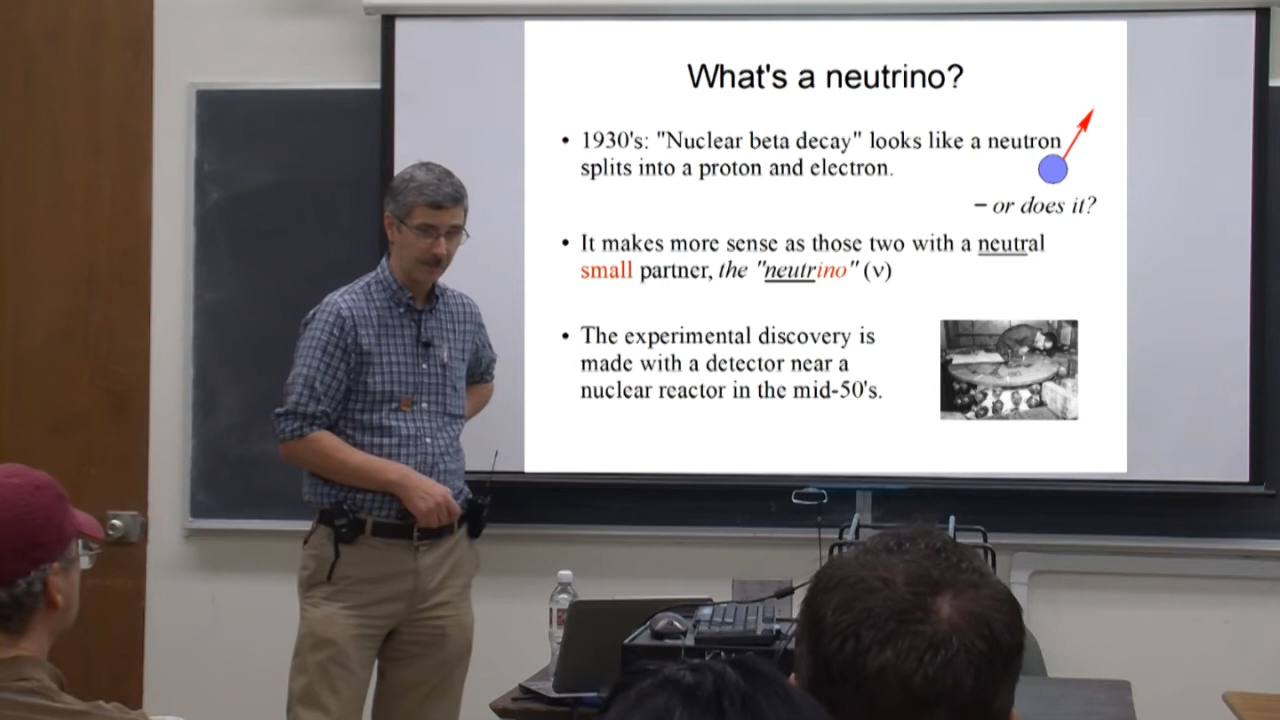 What's a neutrino?
• 1930's: "Nuclear beta decay" looks like a neutron
splits into a proton and electron.
– or does it?
• It makes more sense as those two with a neutral
small partner, the "neutrino" (ν)
• The experimental discovery is
made with a detector near a
nuclear reactor in the mid-50's.